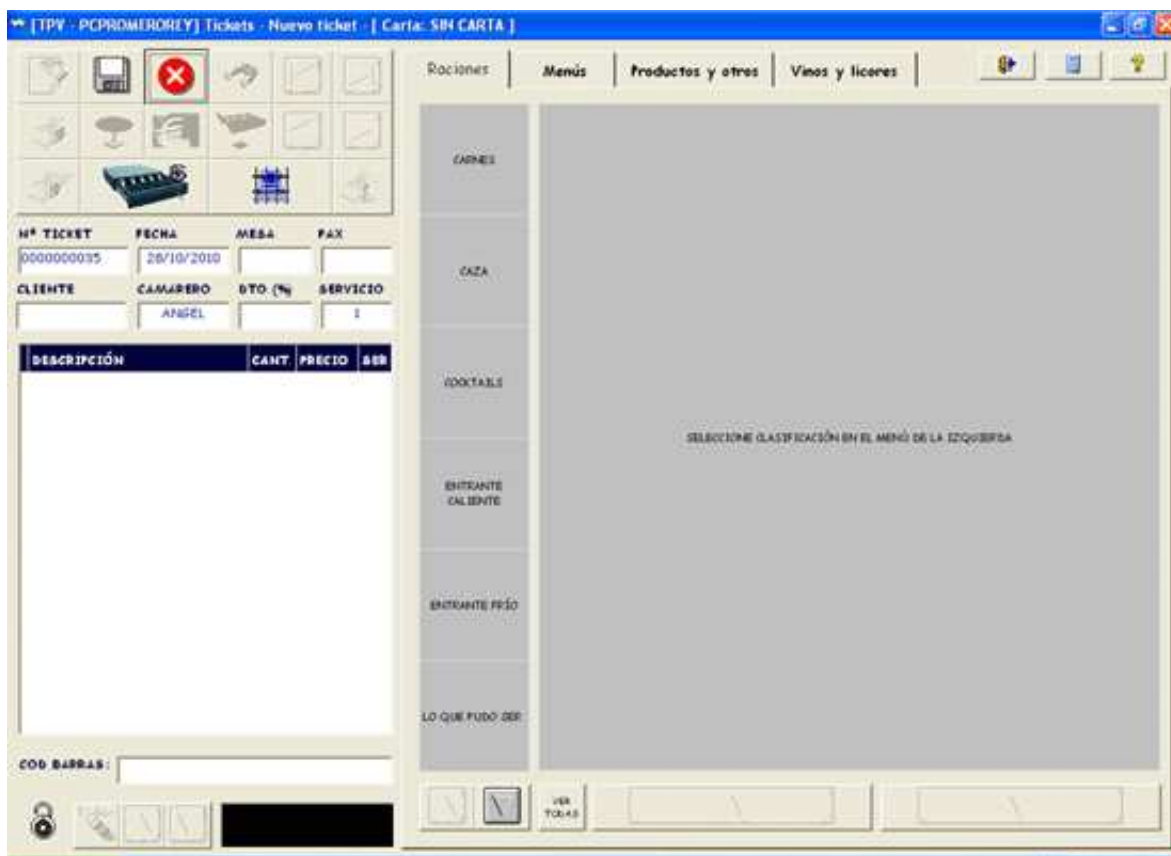 [TPV - PCPROMEROREY] Tickets - Nuevo ticket - [ Carta: SIN CARTA ]
Raciones Menús Productos y otros Vinos y licores
Nº TICKET FECHA MESA PAX
0000000035 28/10/2010
CLIENTE CAMARERO DTO (%) SERVICIO
ANGEL 1
DESCRIPCIÓN CANT PRECIO SER
CARNES
CAZA
COCKTAILS
ENTRANTE
CALIENTE
ENTRANTE FRÍO
LO QUE PUDO SER
SELECCIONE CLASIFICACIÓN EN EL MENÚ DE LA IZQUIERDA
COD BARRAS:
VER
TODAS